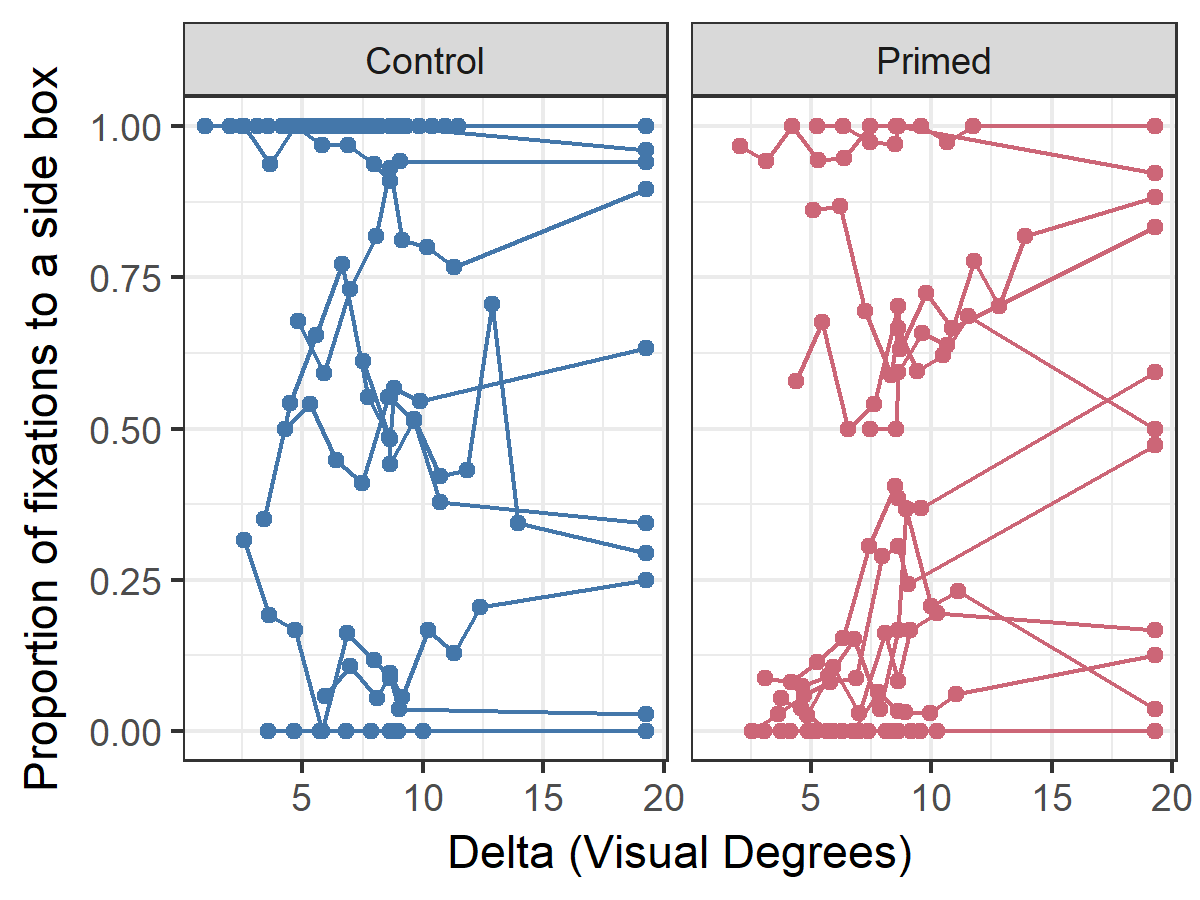 Control Primed
Proportion of fixations to a side box
1.00
0.75
0.50
0.25
0.00
5 10 15 20 5 10 15 20
Delta (Visual Degrees)